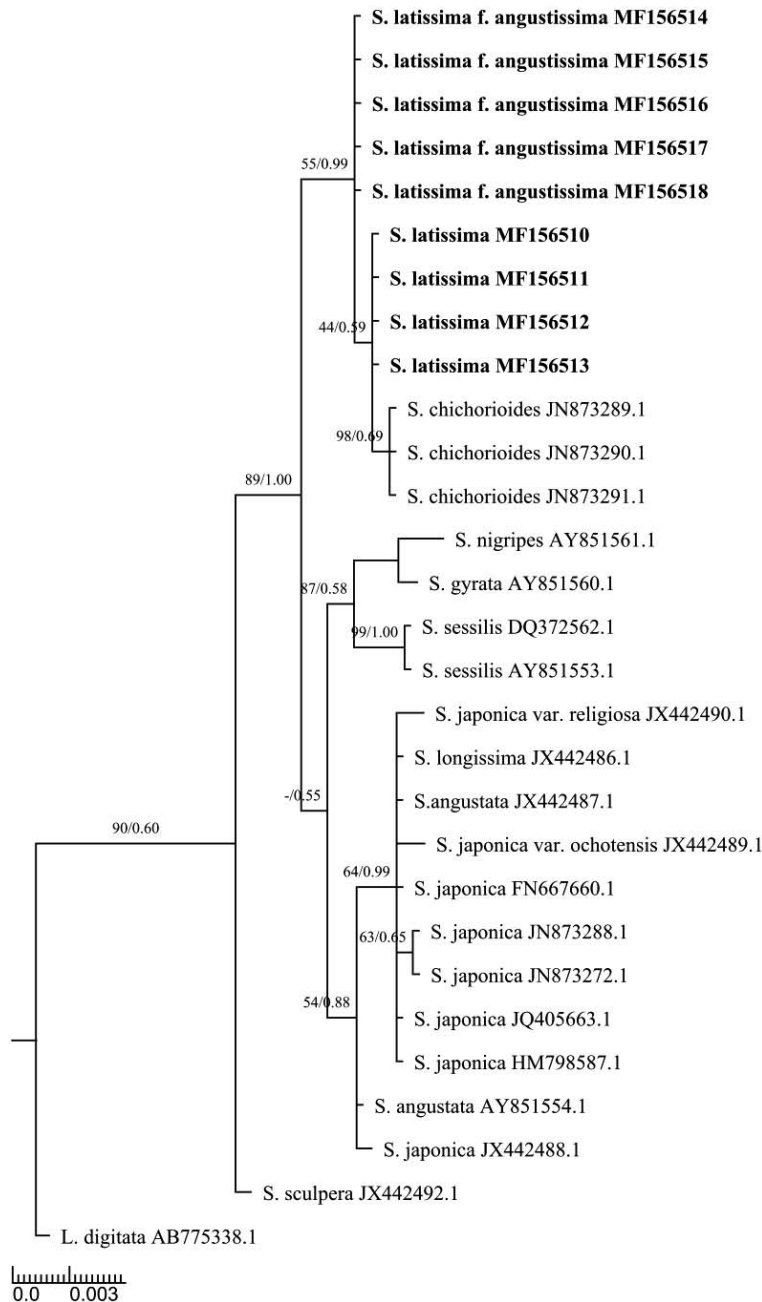 S. latissima f. angustissima MF156514
S. latissima f. angustissima MF156515
S. latissima f. angustissima MF156516
S. latissima f. angustissima MF156517
55/0.99
S. latissima f. angustissima MF156518
S. latissima MF156510
S. latissima MF156511
S. latissima MF156512
44/0.59
S. latissima MF156513
S. chichorioides JN873289.1
98/0.69
S. chichorioides JN873290.1
89/1.00
S. chichorioides JN873291.1
S. nigripes AY851561.1
87/0.58
S. gyrata AY851560.1
S. sessilis DQ372562.1
99/1.00
S. sessilis AY851553.1
S. japonica var. religiosa JX442490.1
S. longissima JX442486.1
-/0.55
S.angustata JX442487.1
90/0.60
S. japonica var. ochotensis JX442489.1
64/0.99
S. japonica FN667660.1
63/0.65
S. japonica JN873288.1
S. japonica JN873272.1
54/0.88
S. japonica JQ405663.1
S. japonica HM798587.1
S. angustata AY851554.1
S. japonica JX442488.1
S. sculpera JX442492.1
L. digitata AB775338.1
0.0 0.003